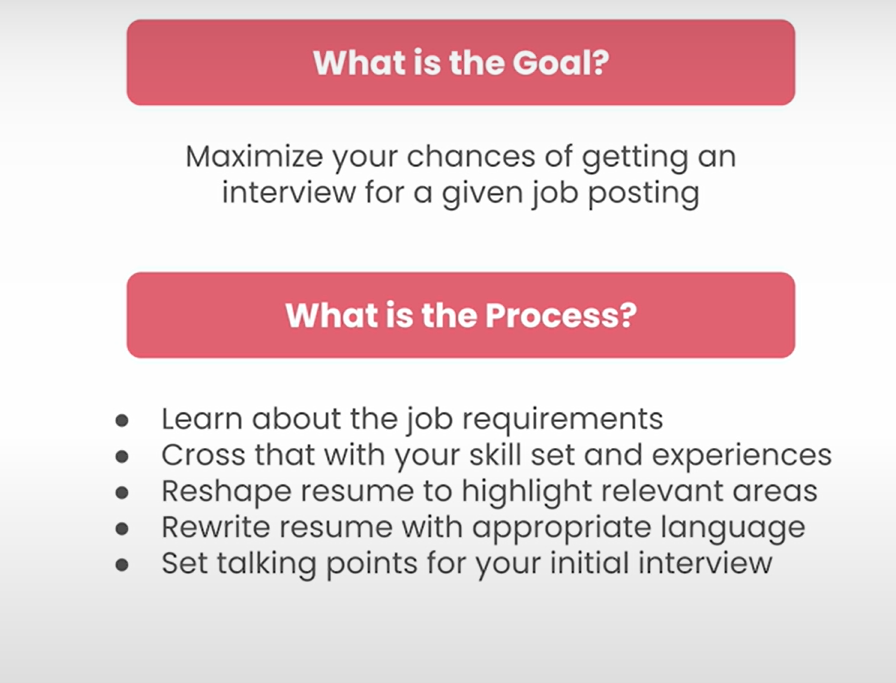 What is the Goal?
Maximize your chances of getting an
interview for a given job posting
What is the Process?
● Learn about the job requirements
● Cross that with your skill set and experiences
● Reshape resume to highlight relevant areas
● Rewrite resume with appropriate language
● Set talking points for your initial interview